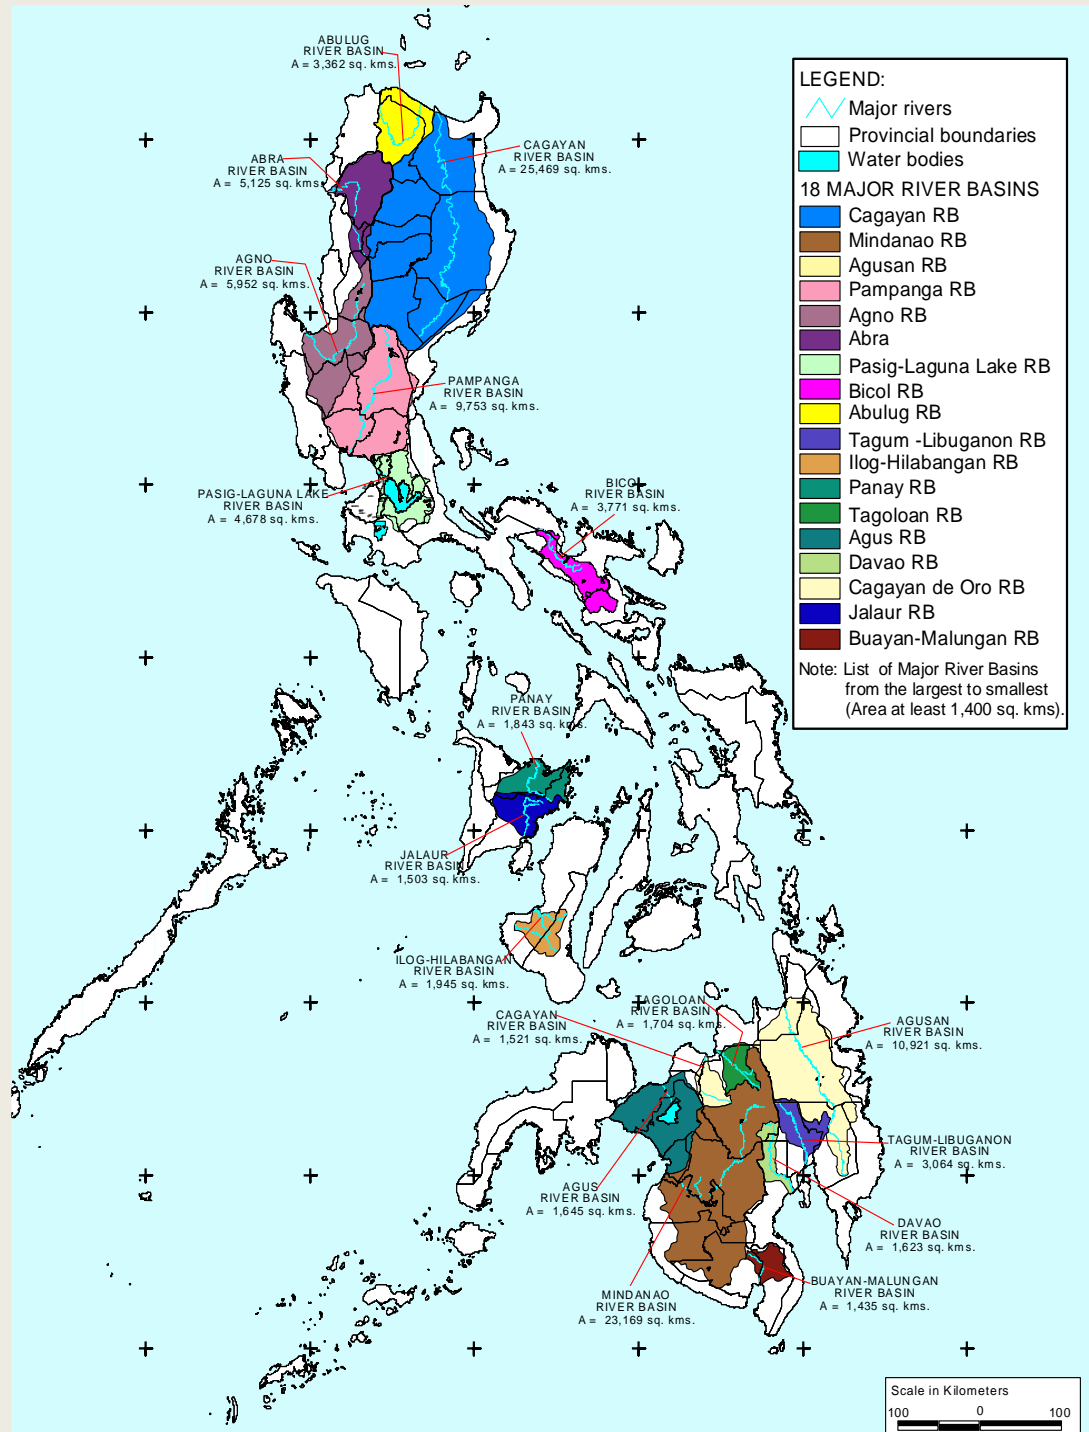 ABULUG
RIVER BASIN
A = 3,362 sq. kms.
CAGAYAN
RIVER BASIN
A = 25,469 sq. kms.
ABRA
RIVER BASIN
A = 5,125 sq. kms
AGNO
RIVER BASIN
A = 5,952 sq. kms.
PAMPANGA
RIVER BASIN
A = 9,753 sq. kms.
PASIG-LAGUNA LAKE
RIVER BASIN
A = 4,678 sq. kms.
BICOL
RIVER BASIN
A = 3,771 sq. kms.
PANAY
RIVER BASIN
A = 1,843 sq. kms.
JALAUR
RIVER BASIN
A = 1,503 sq. kms.
ILOG-HILABANGAN
RIVER BASIN
A = 1,945 sq. kms.
TAGOLOAN
RIVER BASIN
A = 1,704 sq. kms.
CAGAYAN
RIVER BASIN
A = 1,521 sq. kms.
AGUSAN
RIVER BASIN
A = 10,921 sq. kms.
TAGUM-LIBUGANON
RIVER BASIN
A = 3,064 sq. kms.
AGUS
RIVER BASIN
A = 1,645 sq. kms.
DAVAO
RIVER BASIN
A = 1,623 sq. kms.
BUAYAN-MALUNGAN
RIVER BASIN
A = 1,435 sq. kms.
MINDANAO
RIVER BASIN
A = 23,169 sq. kms.
LEGEND:
Major rivers
Provincial boundaries
Water bodies
18 MAJOR RIVER BASINS
Cagayan RB
Mindanao RB
Agusan RB
Pampanga RB
Agno RB
Abra
Pasig-Laguna Lake RB
Bicol RB
Abulug RB
Tagum -Libuganon RB
Ilog-Hilabangan RB
Panay RB
Tagoloan RB
Agus RB
Davao RB
Cagayan de Oro RB
Jalaur RB
Buayan-Malungan RB
Note: List of Major River Basins
from the largest to smallest
(Area at least 1,400 sq. kms).
Scale in Kilometers
100 0 100